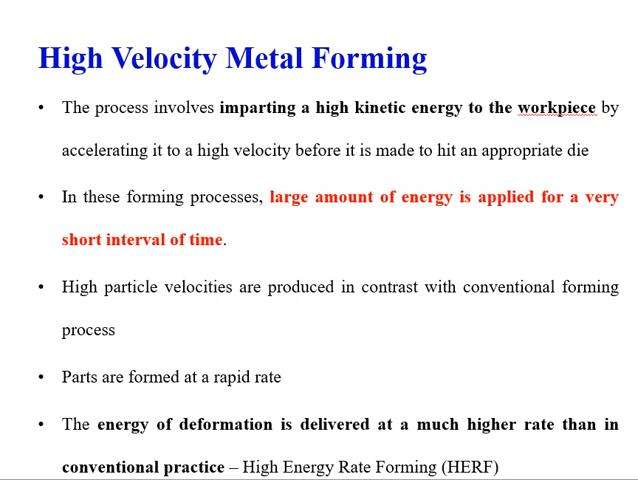 High Velocity Metal Forming
• The process involves imparting a high kinetic energy to the workpiece by
accelerating it to a high velocity before it is made to hit an appropriate die
• In these forming processes, large amount of energy is applied for a very
short interval of time.
• High particle velocities are produced in contrast with conventional forming
process
• Parts are formed at a rapid rate
• The energy of deformation is delivered at a much higher rate than in
conventional practice – High Energy Rate Forming (HERF)